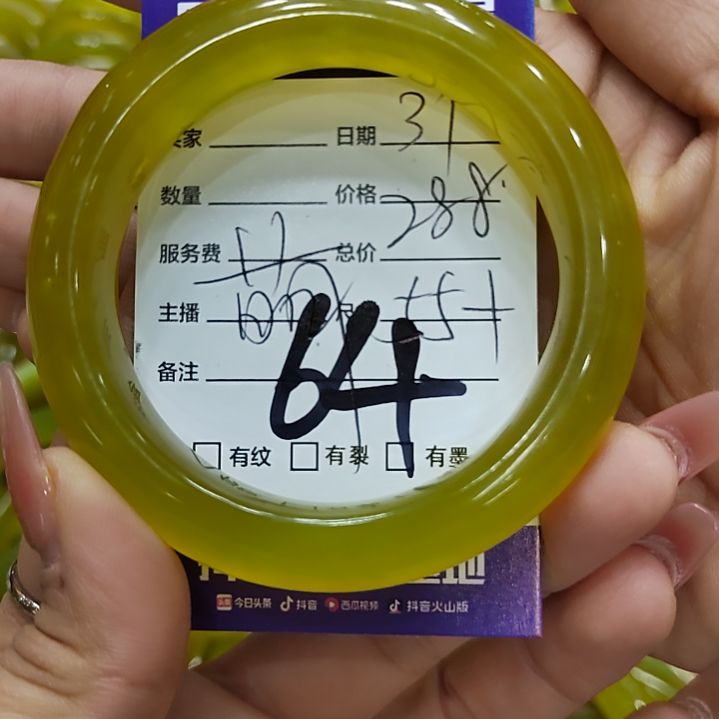 家 日期 3
数量 价格 288
服务费 总价
主播 萌 55+
备注 64
有纹 有裂 有墨
今日头条 抖音 西瓜视频 抖音火山版